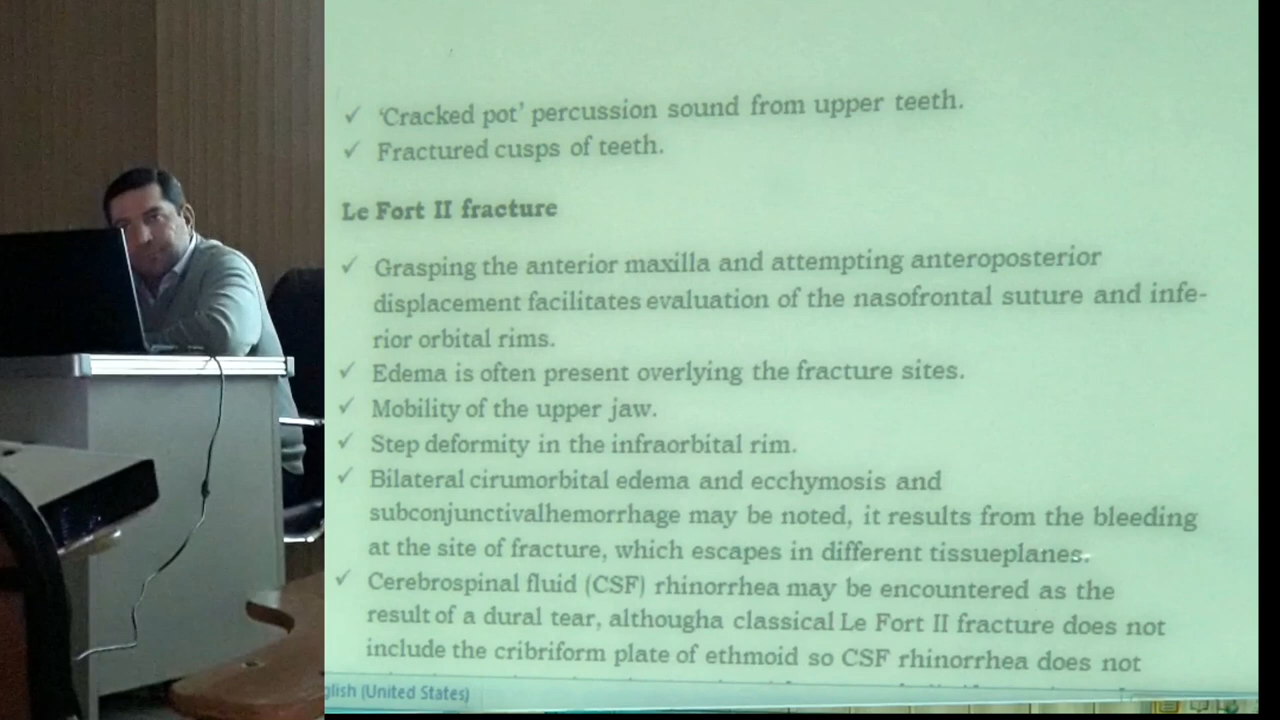 ✓ ‘Cracked pot’ percussion sound from upper teeth.
✓ Fractured cusps of teeth.
Le Fort II fracture
✓ Grasping the anterior maxilla and attempting anteroposterior
displacement facilitates evaluation of the nasofrontal suture and infe-
rior orbital rims.
✓ Edema is often present overlying the fracture sites.
✓ Mobility of the upper jaw.
✓ Step deformity in the infraorbital rim.
✓ Bilateral cirumorbital edema and ecchymosis and
subconjunctivalhemorrhage may be noted, it results from the bleeding
at the site of fracture, which escapes in different tissueplanes.
✓ Cerebrospinal fluid (CSF) rhinorrhea may be encountered as the
result of a dural tear, althougha classical Le Fort II fracture does not
include the cribriform plate of ethmoid so CSF rhinorrhea does not
glish (United States)